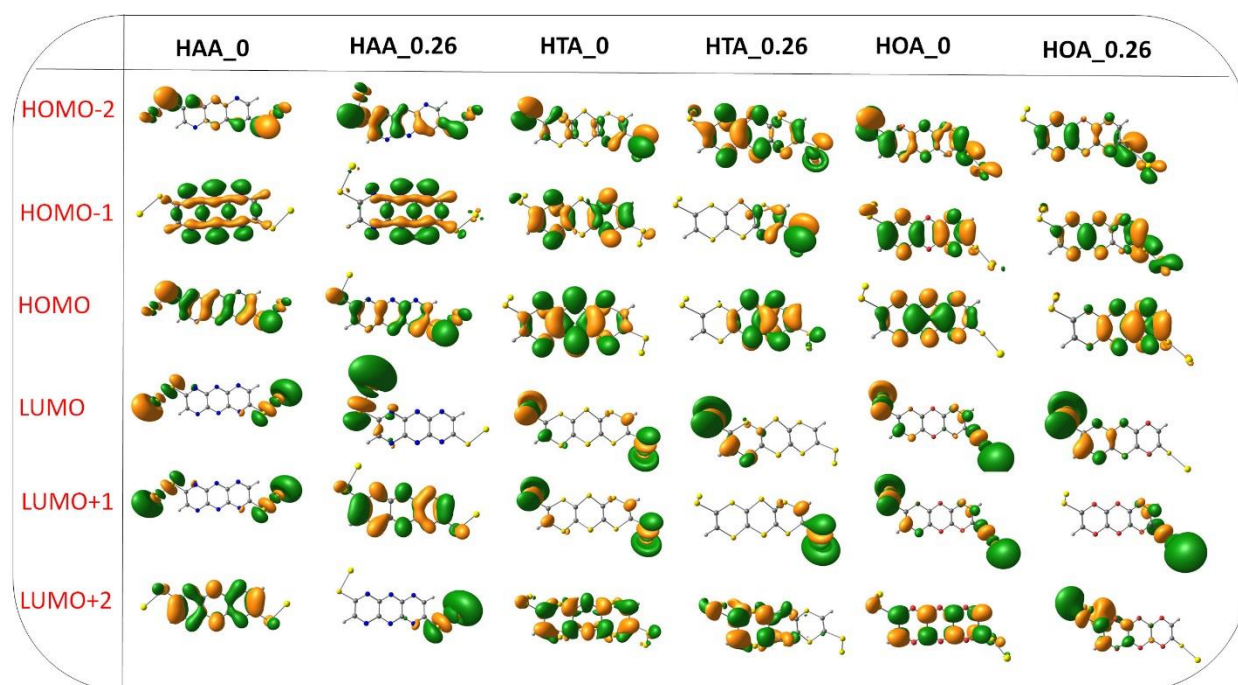 HAA_0 HAA_0.26 HTA_0 HTA_0.26 HOA_0 HOA_0.26
HOMO-2
HOMO-1
HOMO
LUMO
LUMO+1
LUMO+2